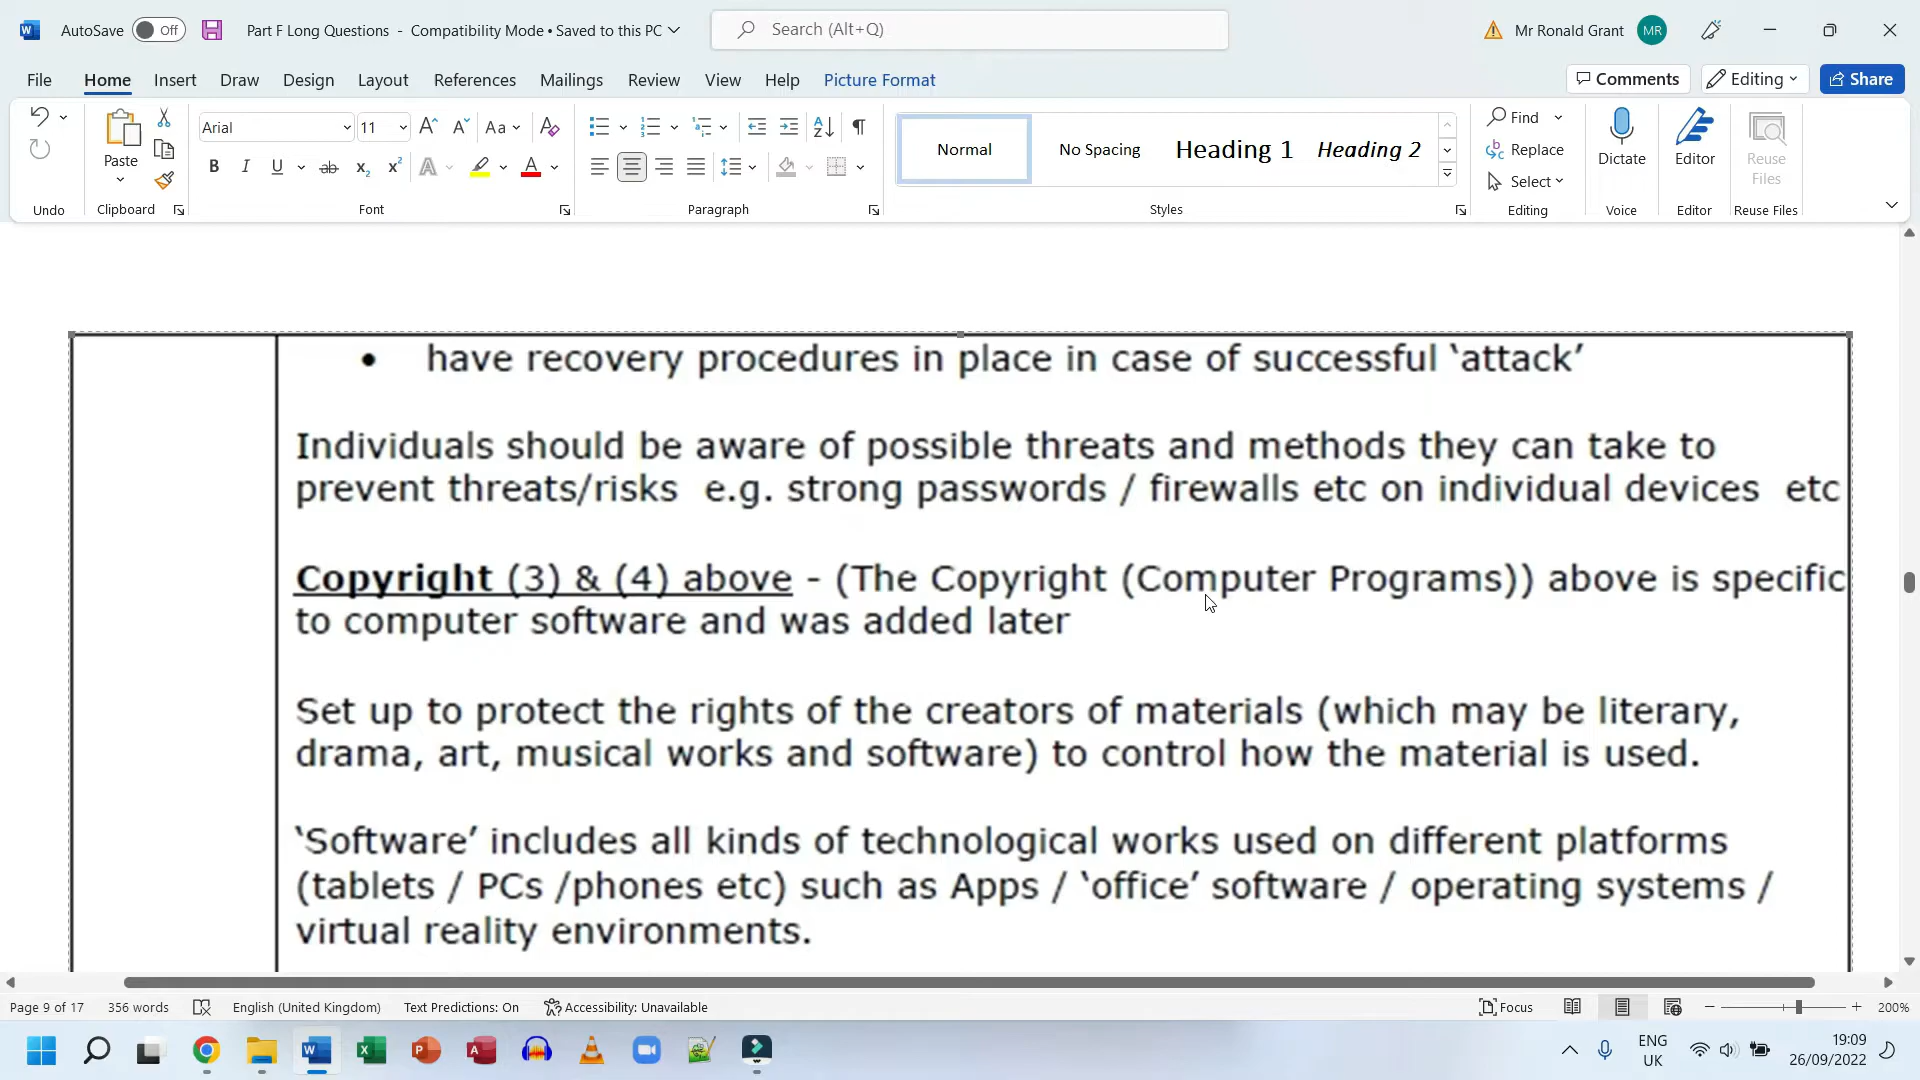 AutoSave Off Part F Long Questions - Compatibility Mode • Saved to this PC Search (Alt+Q) Mr Ronald Grant MR
File Home Insert Draw Design Layout References Mailings Review View Help Picture Format Comments Editing Share
Arial 11 Aa
Paste
B I U ab x₂ x² A A
Normal No Spacing Heading 1 Heading 2
Find
Replace
Select
Dictate Editor Reuse Files
Undo Clipboard Font Paragraph Styles Editing Voice Editor Reuse Files
• have recovery procedures in place in case of successful ‘attack’
Individuals should be aware of possible threats and methods they can take to
prevent threats/risks e.g. strong passwords / firewalls etc on individual devices etc
Copyright (3) & (4) above - (The Copyright (Computer Programs)) above is specific
to computer software and was added later
Set up to protect the rights of the creators of materials (which may be literary,
drama, art, musical works and software) to control how the material is used.
‘Software’ includes all kinds of technological works used on different platforms
(tablets / PCs /phones etc) such as Apps / ‘office’ software / operating systems /
virtual reality environments.
Page 9 of 17 356 words English (United Kingdom) Text Predictions: On Accessibility: Unavailable Focus 200%
ENG
UK
19:09
26/09/2022